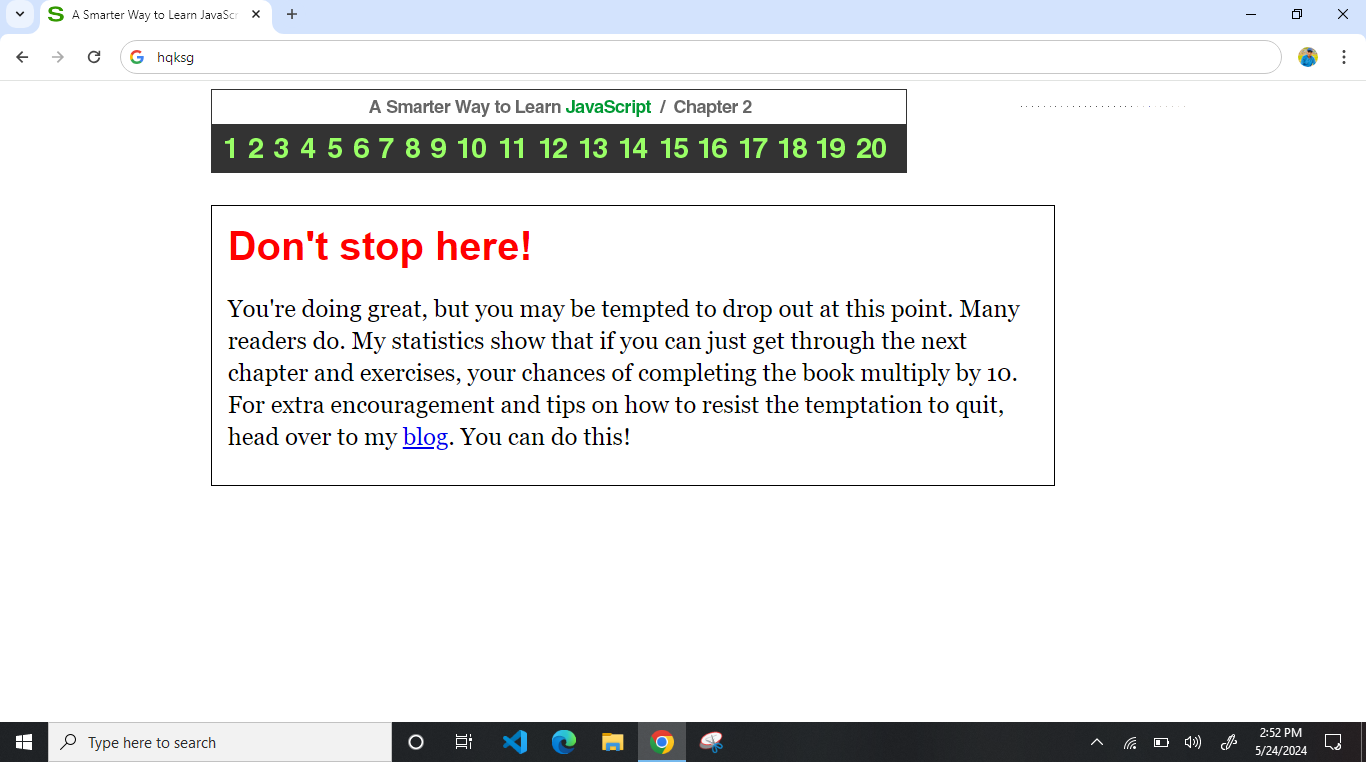 A Smarter Way to Learn JavaScr
hqksg
A Smarter Way to Learn JavaScript / Chapter 2
1 2 3 4 5 6 7 8 9 10 11 12 13 14 15 16 17 18 19 20
Don't stop here!
You're doing great, but you may be tempted to drop out at this point. Many
readers do. My statistics show that if you can just get through the next
chapter and exercises, your chances of completing the book multiply by 10.
For extra encouragement and tips on how to resist the temptation to quit,
head over to my blog. You can do this!
Type here to search
2:52 PM
5/24/2024